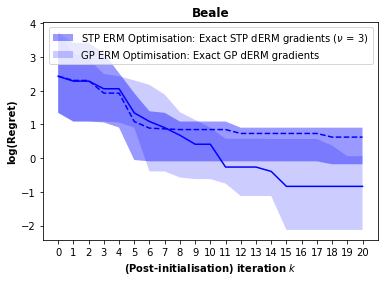 Beale
STP ERM Optimisation: Exact STP dERM gradients (ν = 3)
GP ERM Optimisation: Exact GP dERM gradients
log(Regret)
4
3
2
1
0
−1
−2
0 1 2 3 4 5 6 7 8 9 10 11 12 13 14 15 16 17 18 19 20
(Post-initialisation) iteration k